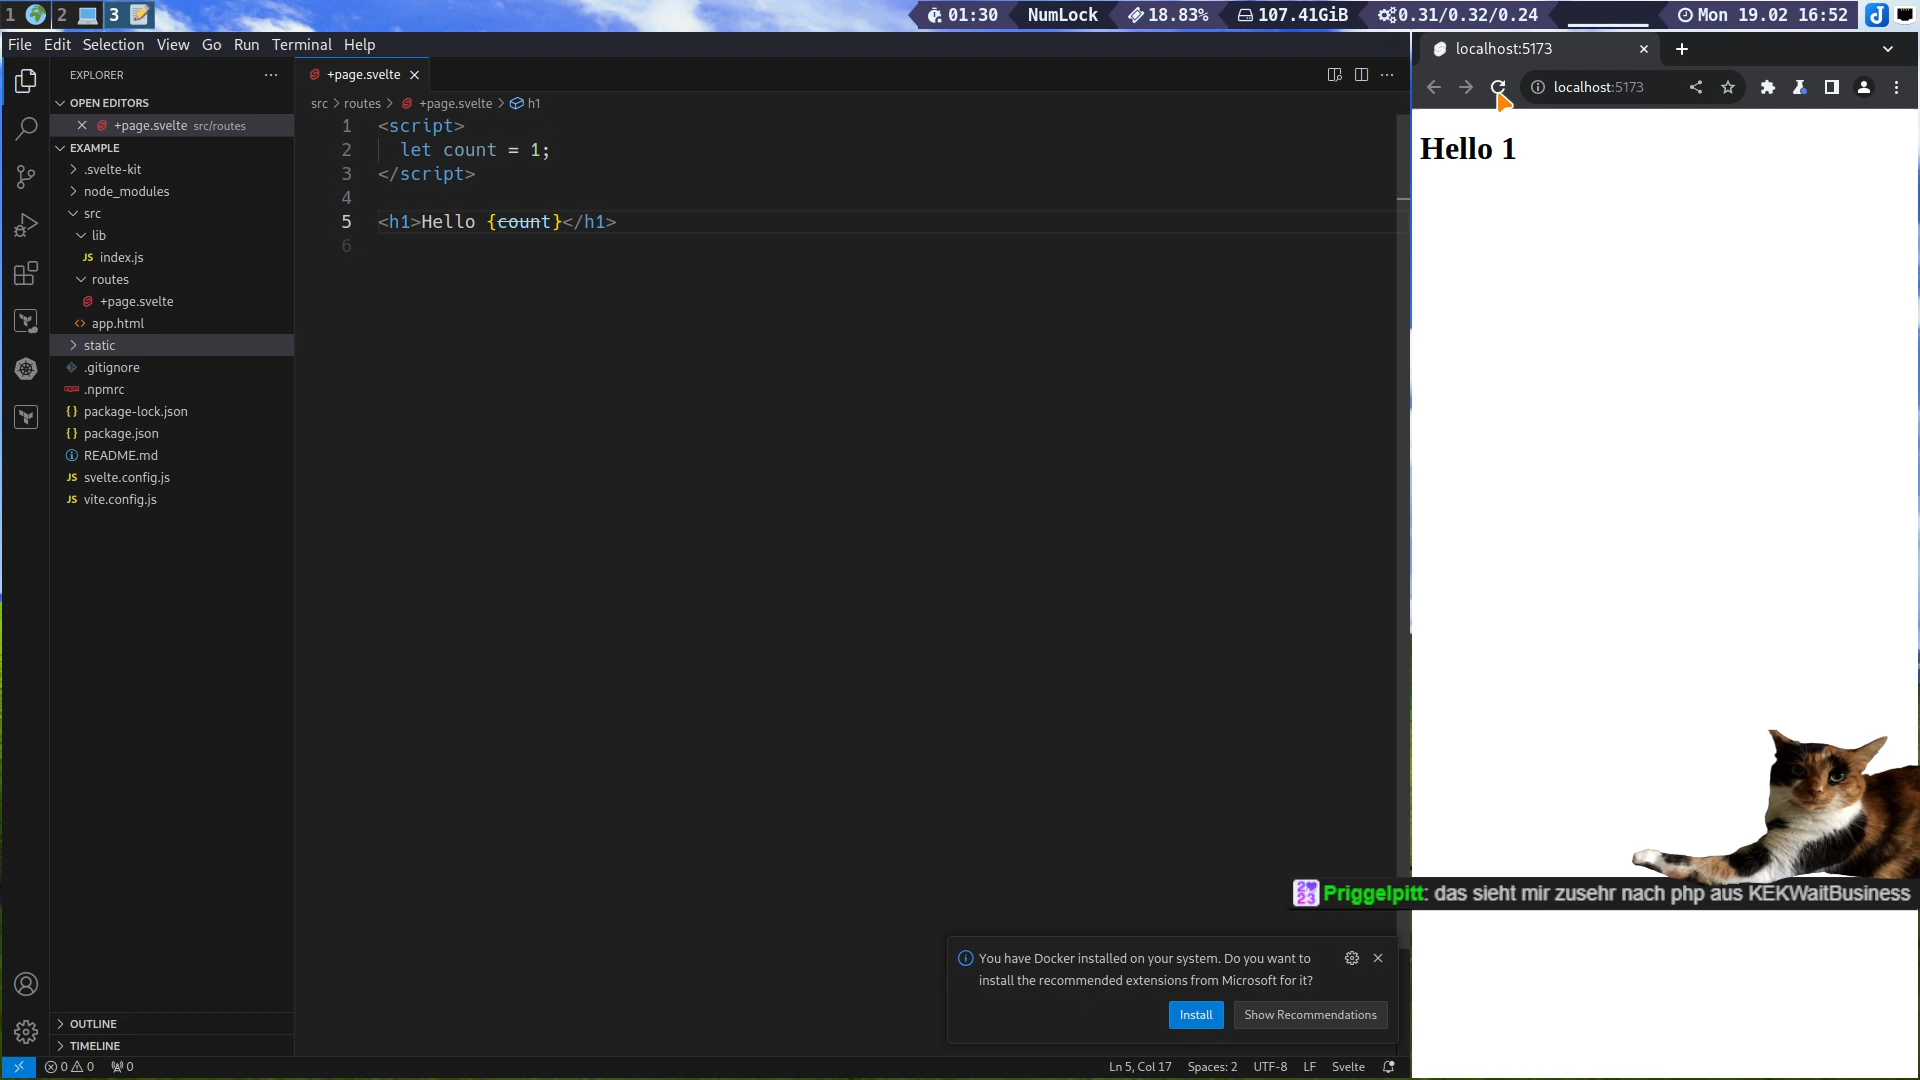 1 2 3
01:30 NumLock 18.83% 107.41GiB 0.31/0.32/0.24 Mon 19.02 16:52
File Edit Selection View Go Run Terminal Help
EXPLORER
OPEN EDITORS
+page.svelte src/routes
EXAMPLE
.svelte-kit
node_modules
src
lib
JS index.js
routes
+page.svelte
<> app.html
static
.gitignore
.npmrc
{} package-lock.json
{} package.json
README.md
JS svelte.config.js
JS vite.config.js
OUTLINE
TIMELINE
+page.svelte
src > routes > +page.svelte > h1
1 <script>
2 let count = 1;
3 </script>
4
5 <h1>Hello {count}</h1>
6
You have Docker installed on your system. Do you want to
install the recommended extensions from Microsoft for it?
Install Show Recommendations
0 0 0
Ln 5, Col 17 Spaces: 2 UTF-8 LF Svelte
localhost:5173
localhost:5173
Hello 1
2 23 Priggelpitt: das sieht mir zusehr nach php aus KEKWaitBusiness